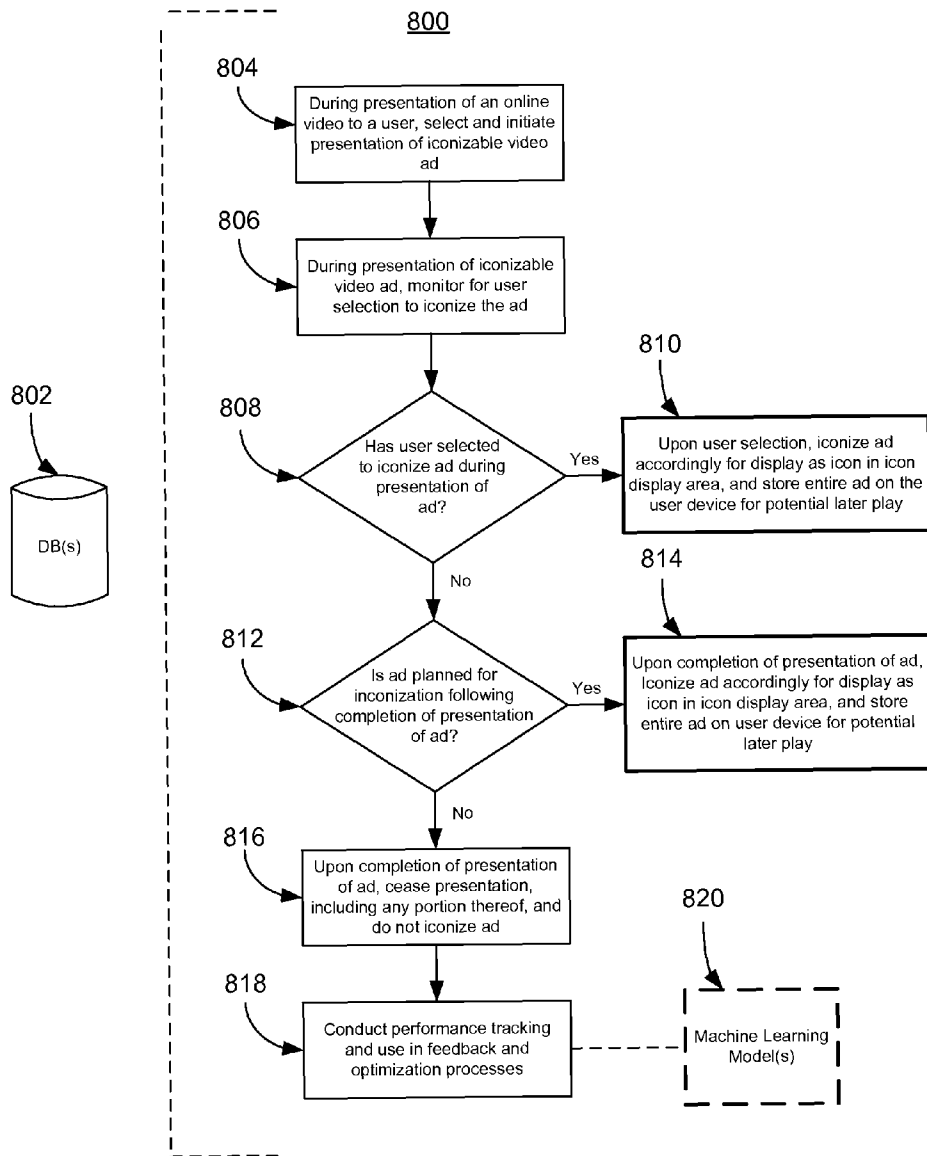 800
804
During presentation of an online
video to a user, select and initiate
presentation of iconizable video
ad
806
During presentation of iconizable
video ad, monitor for user
selection to iconize the ad
810
802
808
Has user selected
to iconize ad during
presentation of
ad?
Yes
Upon user selection, iconize ad
accordingly for display as icon in icon
display area, and store entire ad on the
user device for potential later play
DB(s)
No
814
812
Is ad planned for
inconization following
completion of presentation
of ad?
Yes
Upon completion of presentation of ad,
Iconize ad accordingly for display as
icon in icon display area, and store
entire ad on user device for potential
later play
No
816
Upon completion of presentation
of ad, cease presentation,
including any portion thereof, and
do not iconize ad
820
818
Conduct performance tracking
and use in feedback and
optimization processes
Machine Learning
Model(s)